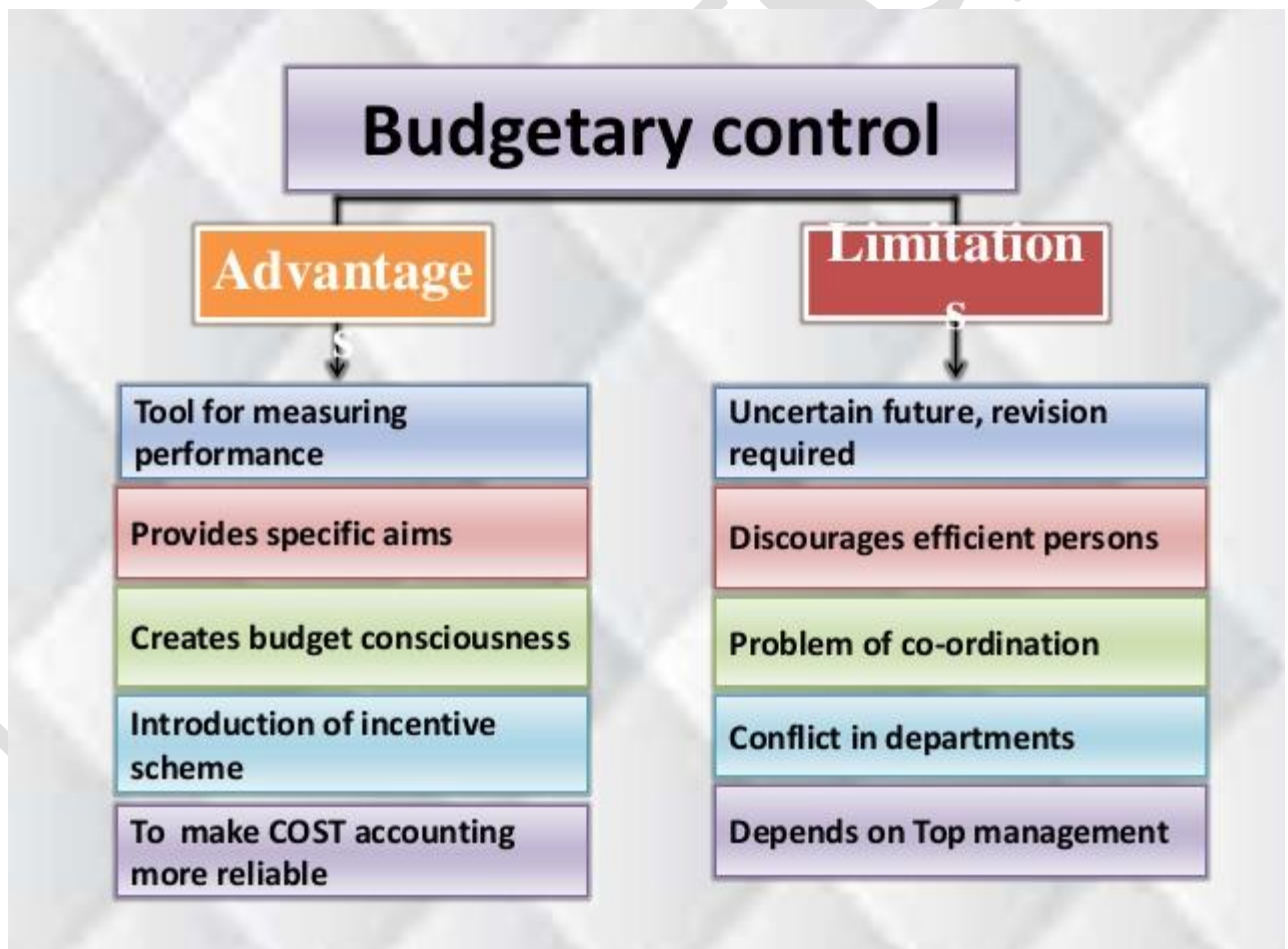 Budgetary control
Advantage
s
Tool for measuring
performance
Provides specific aims
Creates budget consciousness
Introduction of incentive
scheme
To make COST accounting
more reliable
Limitation
s
Uncertain future, revision
required
Discourages efficient persons
Problem of co-ordination
Conflict in departments
Depends on Top management